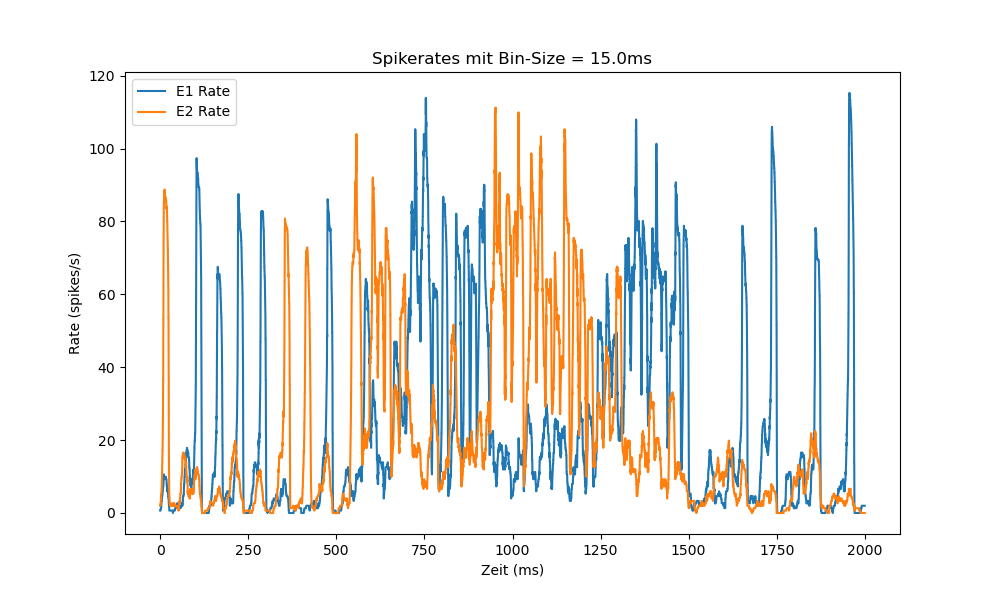 Spikerates mit Bin-Size = 15.0ms
E1 Rate
E2 Rate
Rate (spikes/s)
120
100
80
60
40
20
0
0 250 500 750 1000 1250 1500 1750 2000
Zeit (ms)